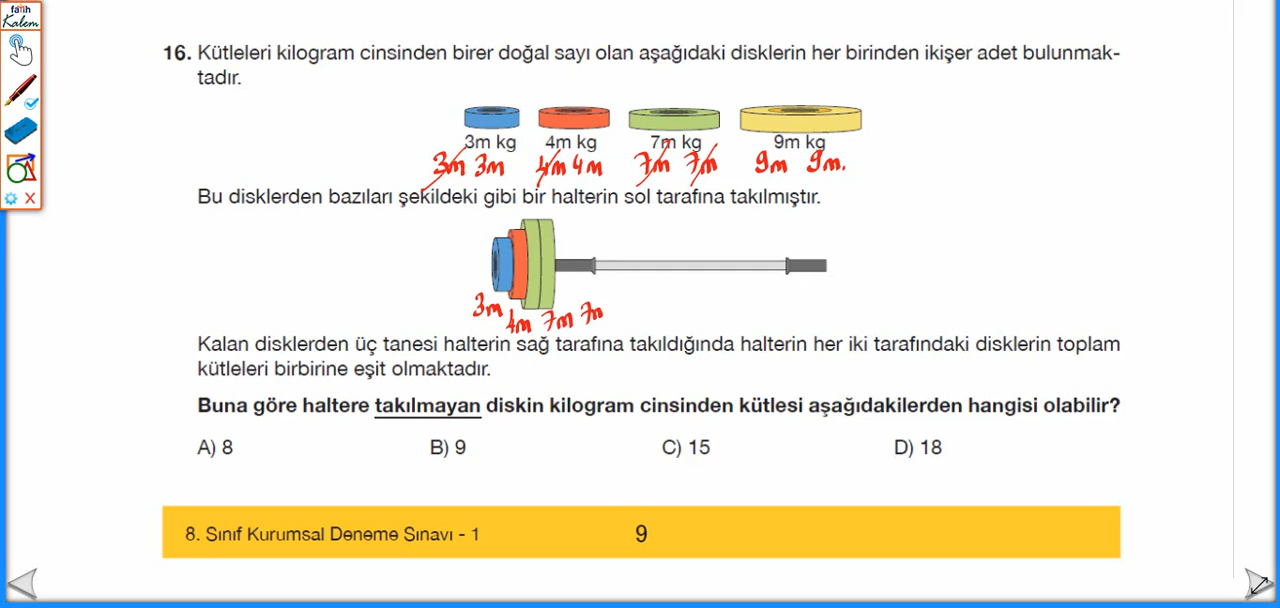 fatih
Kalem
16. Kütleleri kilogram cinsinden birer doğal sayı olan aşağıdaki disklerin her birinden ikişer adet bulunmak-
tadır.
3m kg 4m kg 7m kg 9m kg
3m 3m 4m 4m 7m 7m 9m 9m.
Bu disklerden bazıları şekildeki gibi bir halterin sol tarafına takılmıştır.
3m 4m 7m 7m
Kalan disklerden üç tanesi halterin sağ tarafına takıldığında halterin her iki tarafındaki disklerin toplam
kütleleri birbirine eşit olmaktadır.
Buna göre haltere takılmayan diskin kilogram cinsinden kütlesi aşağıdakilerden hangisi olabilir?
A) 8 B) 9 C) 15 D) 18
8. Sınıf Kurumsal Deneme Sınavı - 1 9